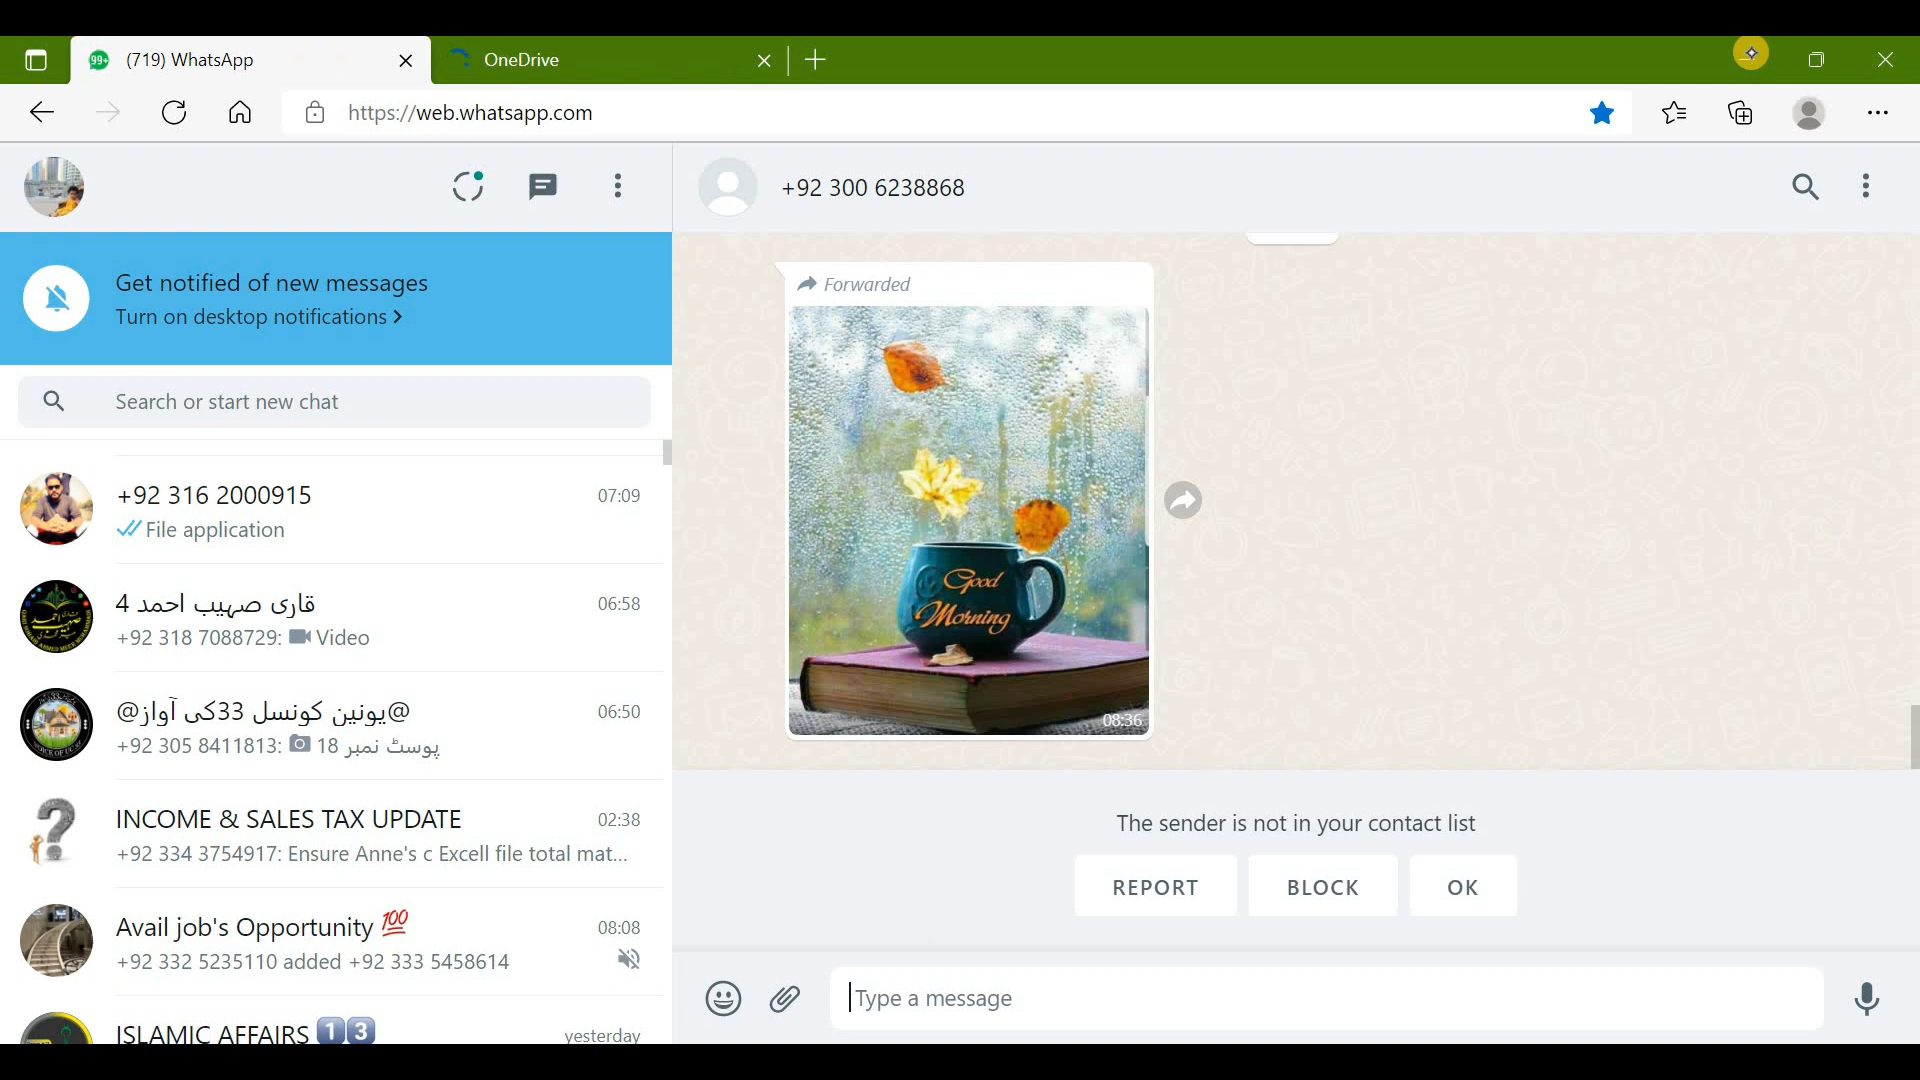 99+ (719) WhatsApp
OneDrive
https://web.whatsapp.com
+92 300 6238868
Get notified of new messages
Turn on desktop notifications >
Search or start new chat
+92 316 2000915 07:09
File application
قاری صہیب احمد 4 06:58
+92 318 7088729: Video
@یونین کونسل 33کی آواز@ 06:50
+92 305 8411813: پوسٹ نمبر 18
INCOME & SALES TAX UPDATE 02:38
+92 334 3754917: Ensure Anne's c Excell file total mat...
Avail job's Opportunity 💯 08:08
+92 332 5235110 added +92 333 5458614
ISLAMIC AFFAIRS 1️⃣3️⃣ yesterday
Forwarded
Good
Morning
08:36
The sender is not in your contact list
REPORT BLOCK OK
Type a message